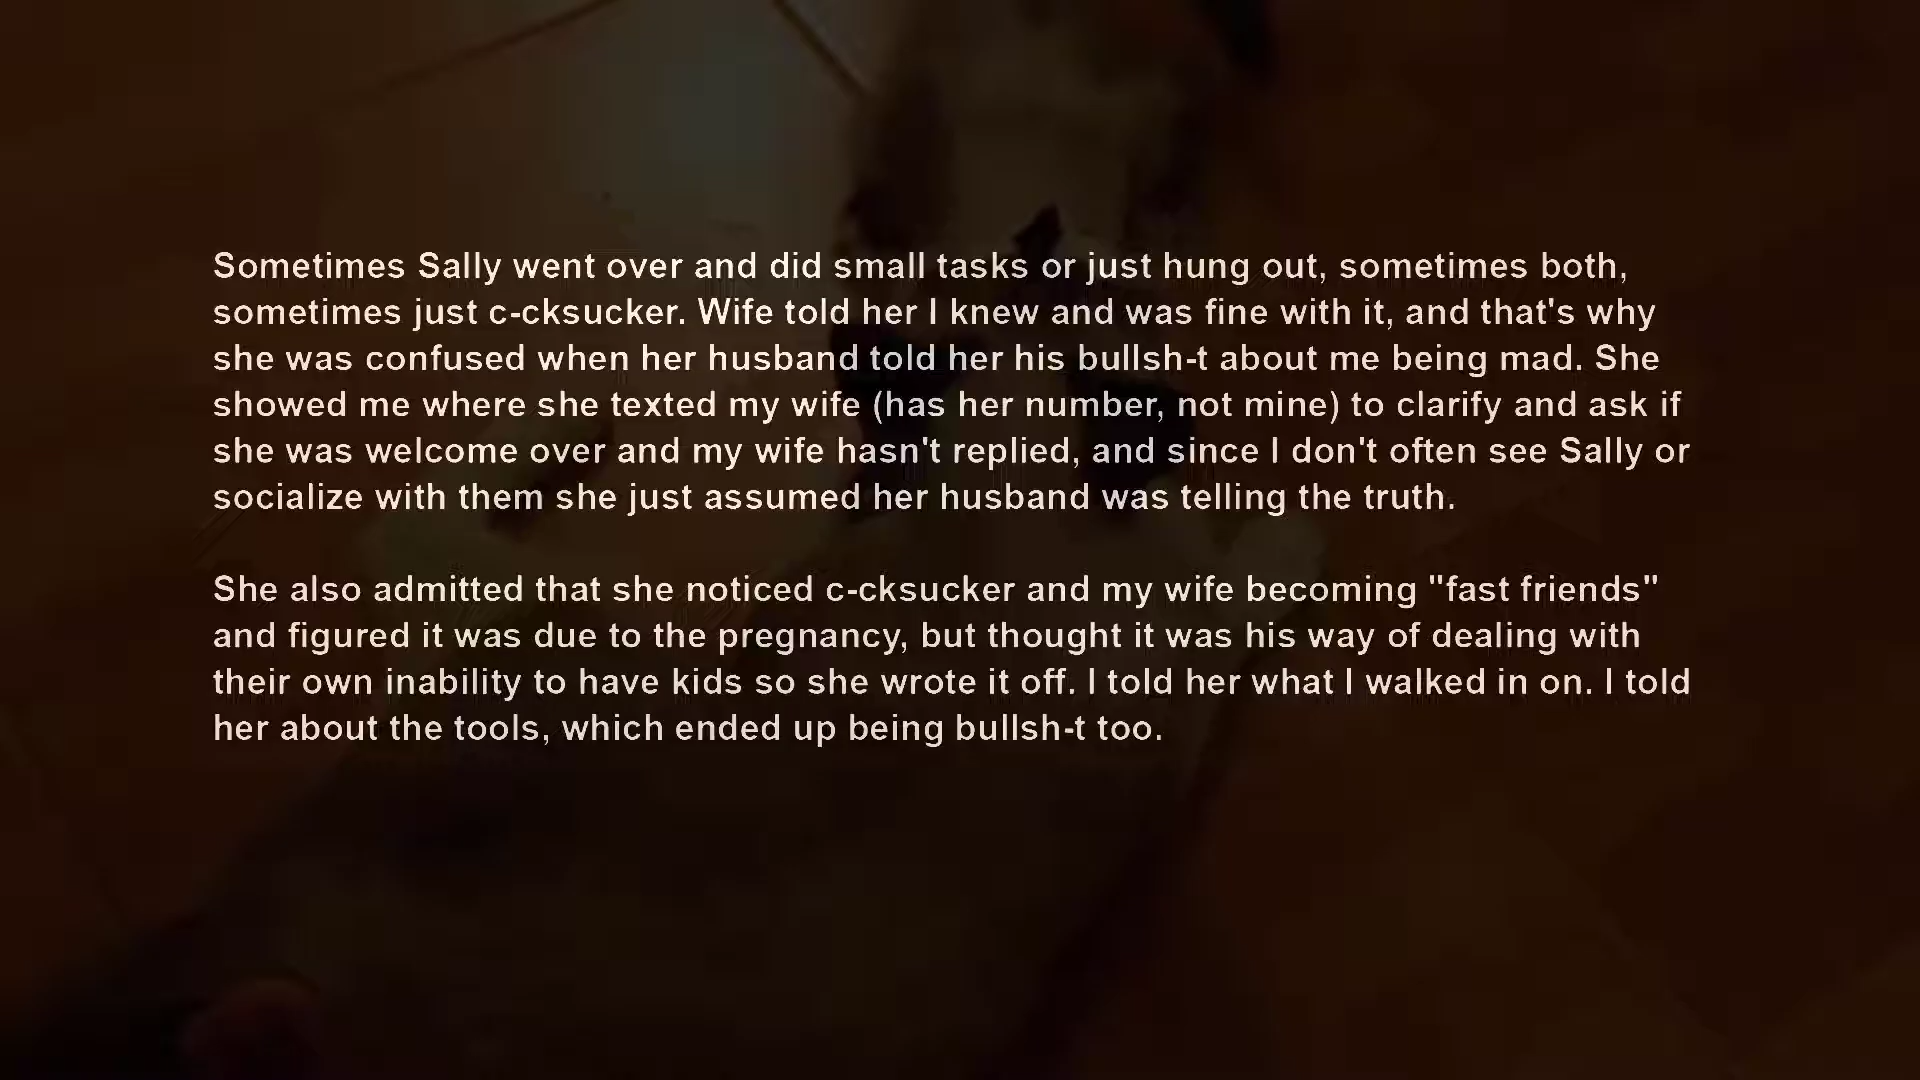 Sometimes Sally went over and did small tasks or just hung out, sometimes both,
sometimes just c-cksucker. Wife told her I knew and was fine with it, and that's why
she was confused when her husband told her his bullsh-t about me being mad. She
showed me where she texted my wife (has her number, not mine) to clarify and ask if
she was welcome over and my wife hasn't replied, and since I don't often see Sally or
socialize with them she just assumed her husband was telling the truth.
She also admitted that she noticed c-cksucker and my wife becoming "fast friends"
and figured it was due to the pregnancy, but thought it was his way of dealing with
their own inability to have kids so she wrote it off. I told her what I walked in on. I told
her about the tools, which ended up being bullsh-t too.